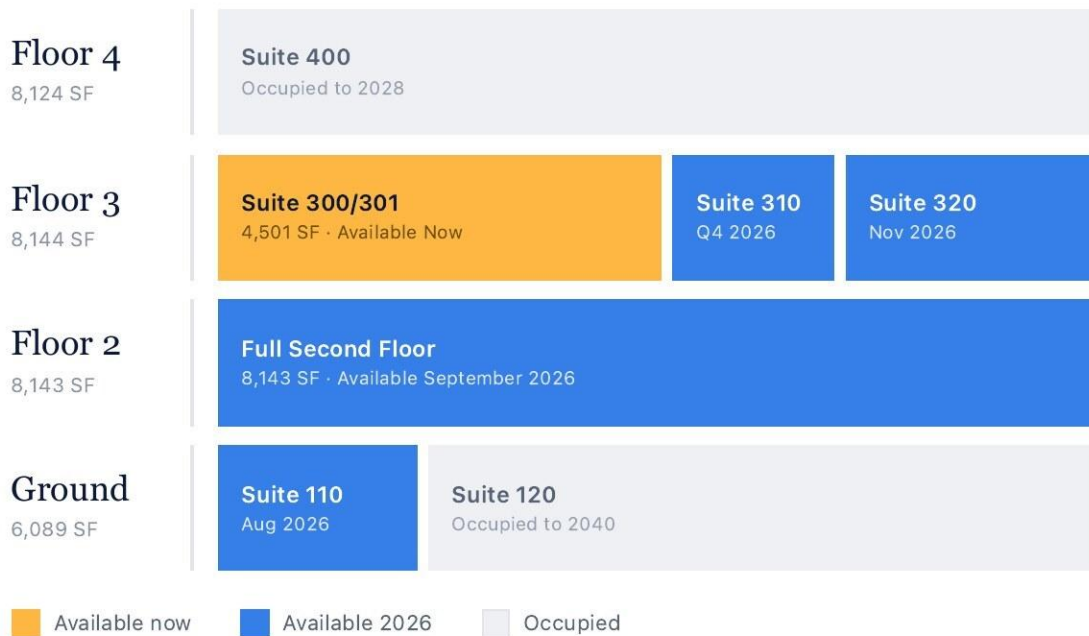 Floor 4
8,124 SF
Suite 400
Occupied to 2028
Floor 3
8,144 SF
Suite 300/301
4,501 SF · Available Now
Suite 310
Q4 2026
Suite 320
Nov 2026
Floor 2
8,143 SF
Full Second Floor
8,143 SF · Available September 2026
Ground
6,089 SF
Suite 110
Aug 2026
Suite 120
Occupied to 2040
Available now
Available 2026
Occupied